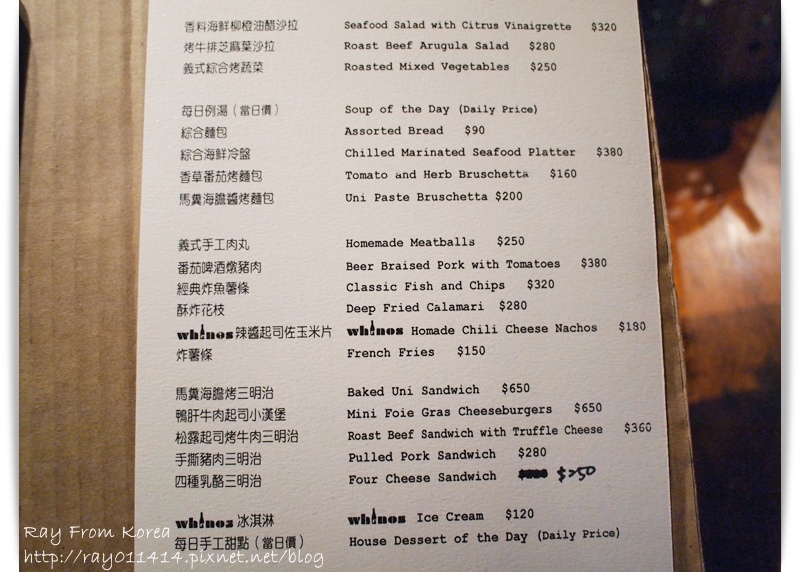 香料海鮮柳橙油醋沙拉 Seafood Salad with Citrus Vinaigrette $320
烤牛排芝麻葉沙拉 Roast Beef Arugula Salad $280
義式綜合烤蔬菜 Roasted Mixed Vegetables $250
每日例湯（當日價） Soup of the Day (Daily Price)
綜合麵包 Assorted Bread $90
綜合海鮮冷盤 Chilled Marinated Seafood Platter $380
香草番茄烤麵包 Tomato and Herb Bruschetta $160
馬糞海膽醬烤麵包 Uni Paste Bruschetta $200
義式手工肉丸 Homemade Meatballs $250
番茄啤酒燉豬肉 Beer Braised Pork with Tomatoes $380
經典炸魚薯條 Classic Fish and Chips $320
酥炸花枝 Deep Fried Calamari $280
whinos 辣醬起司佐玉米片 whinos Homade Chili Cheese Nachos $180
炸薯條 French Fries $150
馬糞海膽烤三明治 Baked Uni Sandwich $650
鴨肝牛肉起司小漢堡 Mini Foie Gras Cheeseburgers $650
松露起司烤牛肉三明治 Roast Beef Sandwich with Truffle Cheese $360
手撕豬肉三明治 Pulled Pork Sandwich $280
四種乳酪三明治 Four Cheese Sandwich $250
whinos 冰淇淋 whinos Ice Cream $120
每日手工甜點（當日價） House Dessert of the Day (Daily Price)
Ray From Korea
http://ray011414.pixnet.net/blog